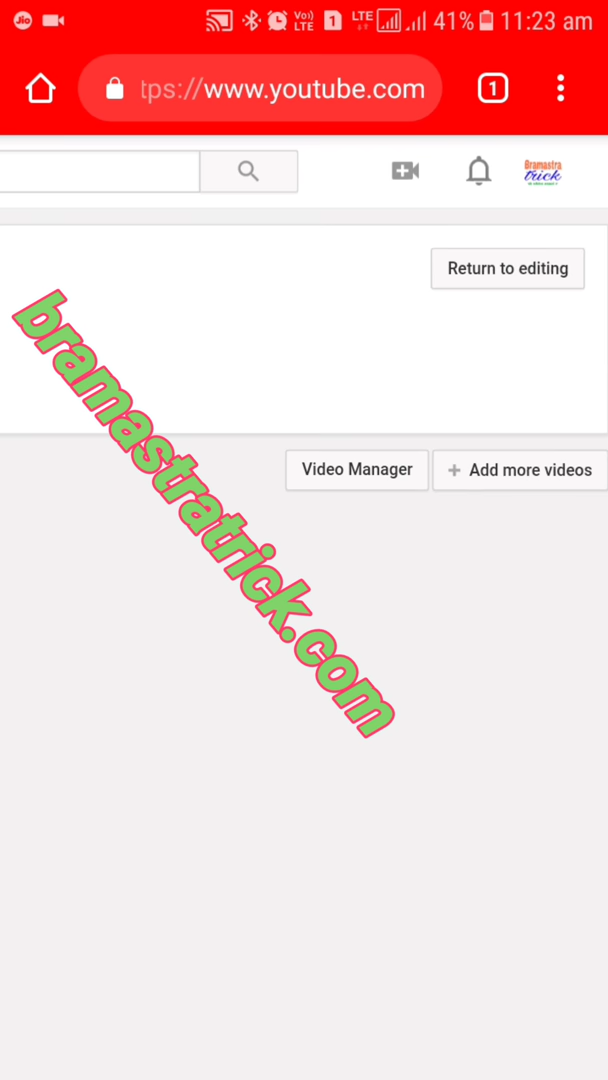 Jio Vo) LTE 1 LTE 41% 11:23 am
tps://www.youtube.com 1
Bramastra
trick
Return to editing
bramastratrick.com
Video Manager + Add more videos